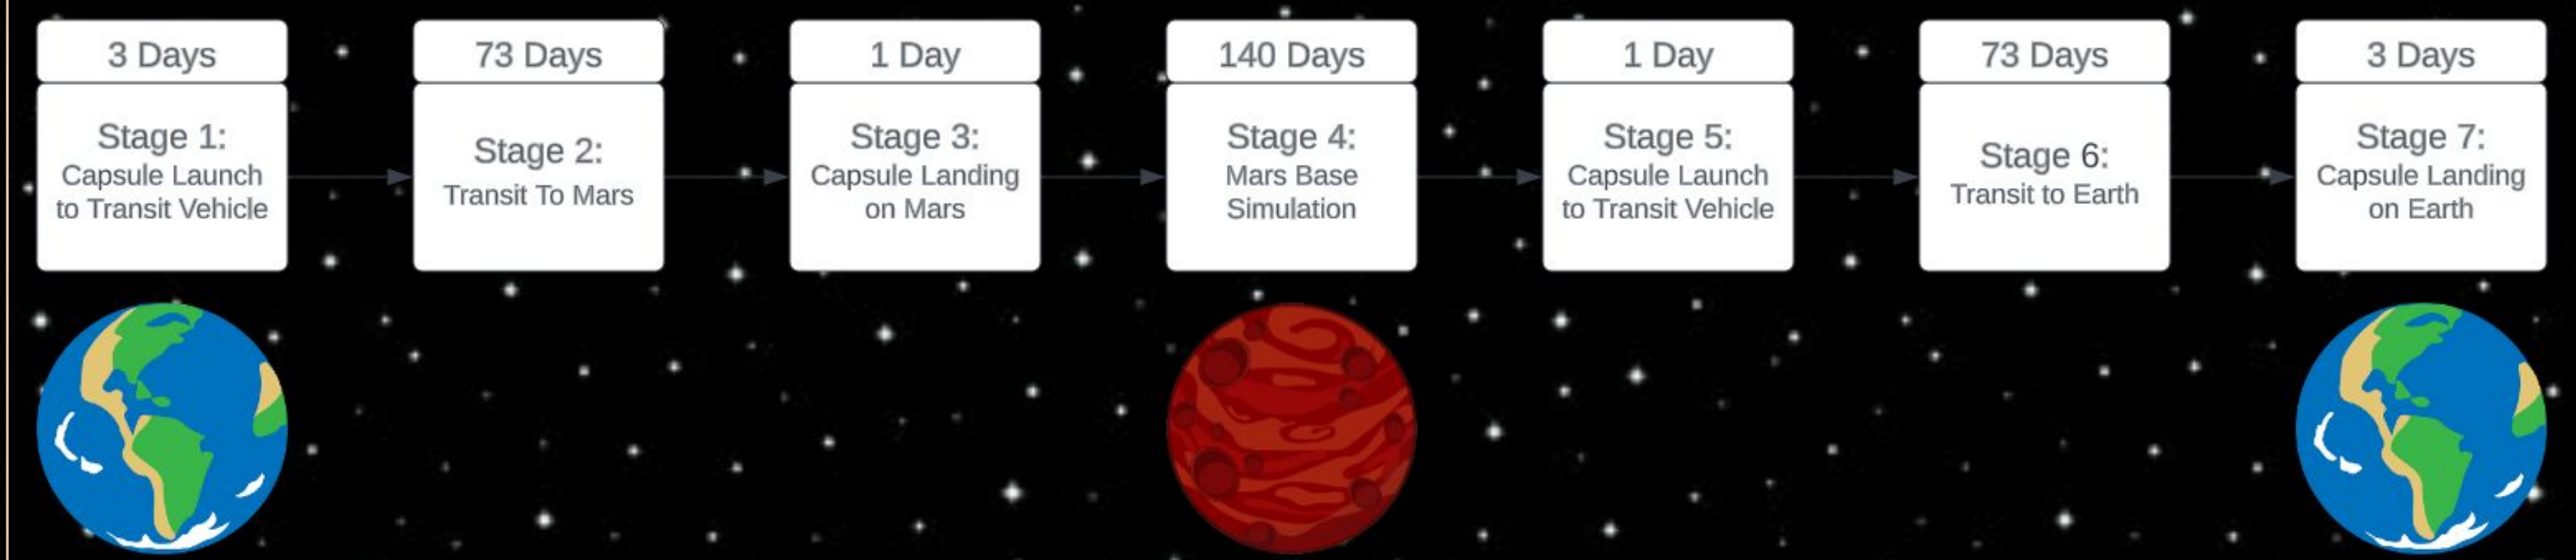 3 Days
Stage 1:
Capsule Launch
to Transit Vehicle
73 Days
Stage 2:
Transit To Mars
1 Day
Stage 3:
Capsule Landing
on Mars
140 Days
Stage 4:
Mars Base
Simulation
1 Day
Stage 5:
Capsule Launch
to Transit Vehicle
73 Days
Stage 6:
Transit to Earth
3 Days
Stage 7:
Capsule Landing
on Earth